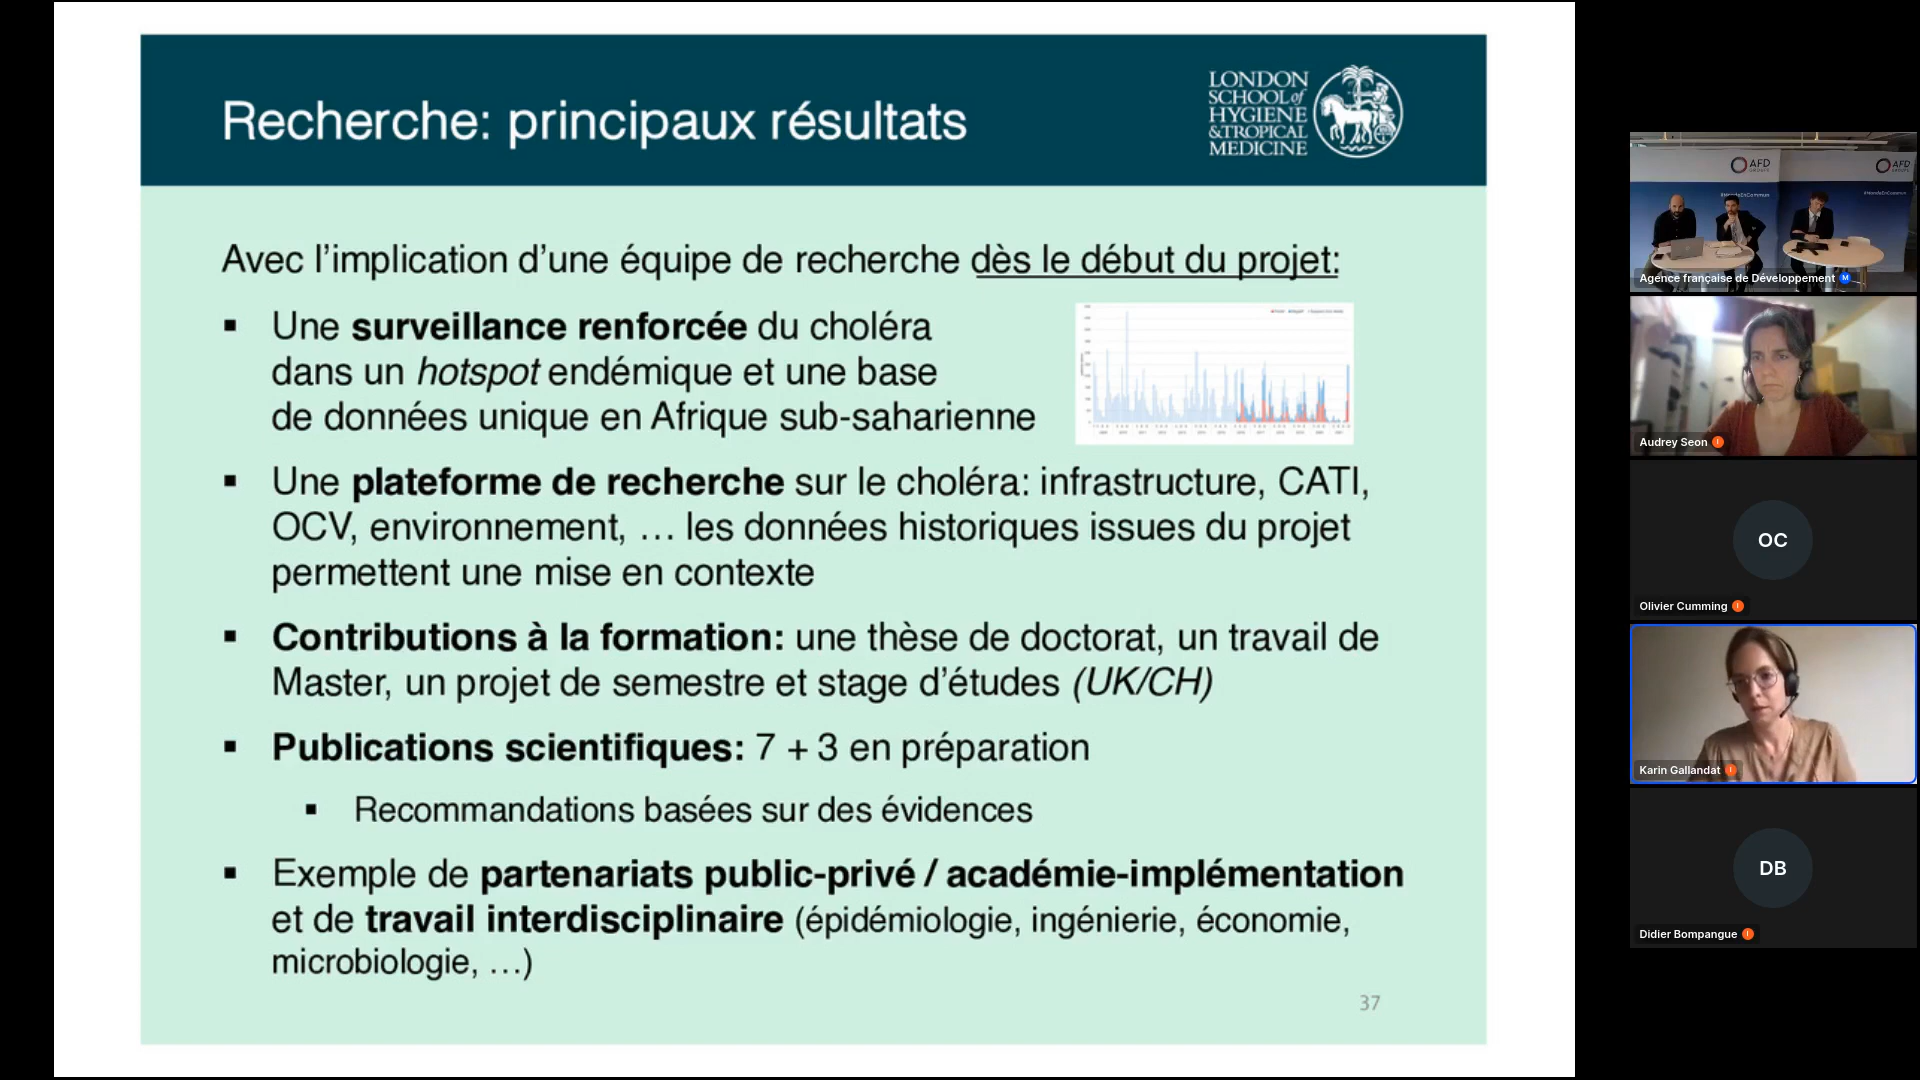 Recherche: principaux résultats
LONDON
SCHOOL of
HYGIENE
& TROPICAL
MEDICINE
Avec l’implication d’une équipe de recherche dès le début du projet:
▪ Une surveillance renforcée du choléra
dans un hotspot endémique et une base
de données unique en Afrique sub-saharienne
▪ Une plateforme de recherche sur le choléra: infrastructure, CATI,
OCV, environnement, … les données historiques issues du projet
permettent une mise en contexte
▪ Contributions à la formation: une thèse de doctorat, un travail de
Master, un projet de semestre et stage d’études (UK/CH)
▪ Publications scientifiques: 7 + 3 en préparation
▪ Recommandations basées sur des évidences
▪ Exemple de partenariats public-privé / académie-implémentation
et de travail interdisciplinaire (épidémiologie, ingénierie, économie,
microbiologie, …)
37
AFD
GROUPE
AFD
#MondeEnCommun
#MondeEnCommun
Agence française de Développement M
Audrey Seon
OC
Olivier Cumming
Karin Gallandat
DB
Didier Bompangue